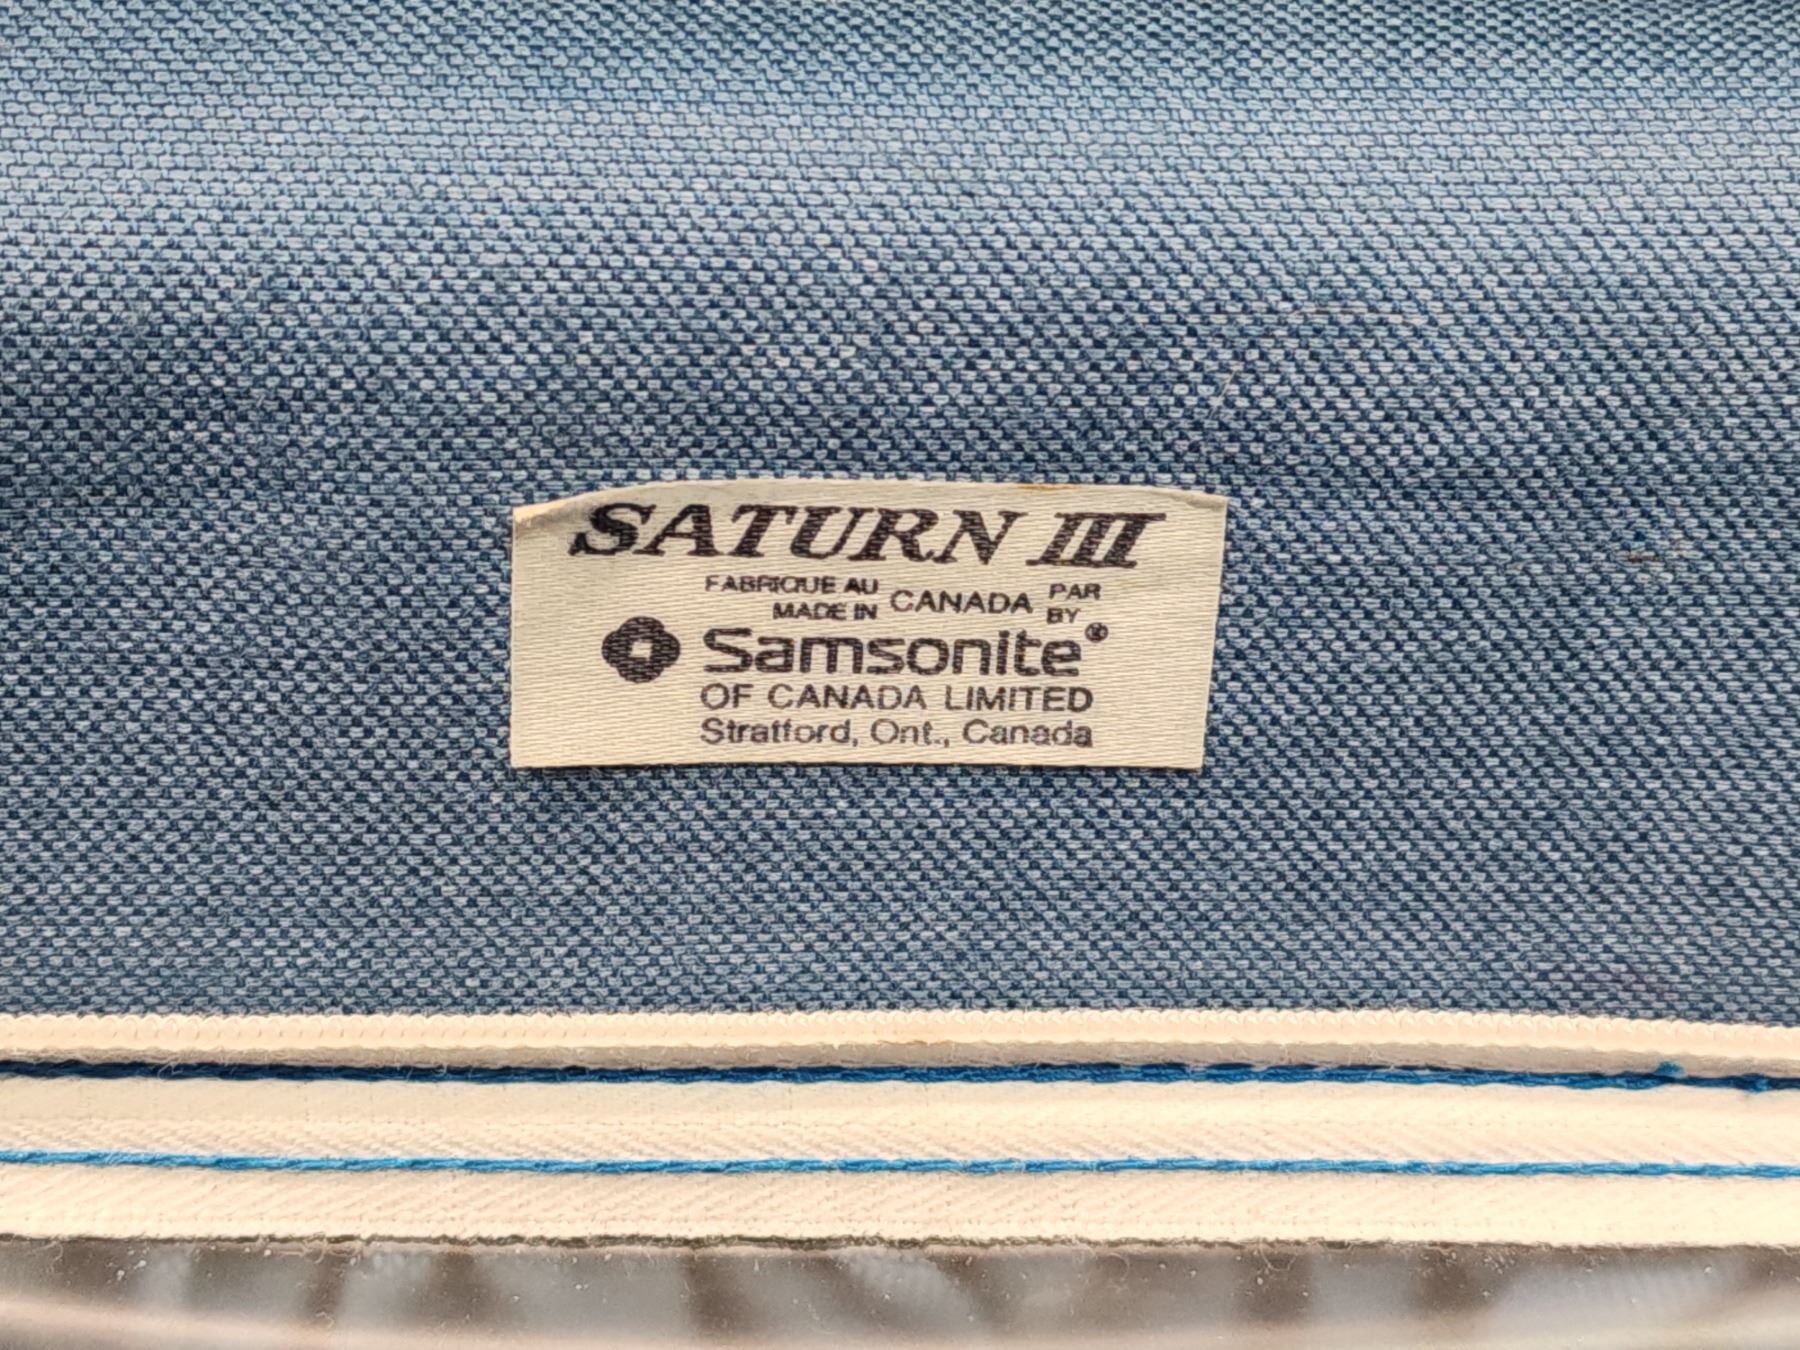 SATURN III
FABRIQUE AU CANADA PAR
MADE IN BY
Samsonite®
OF CANADA LIMITED
Stratford, Ont., Canada